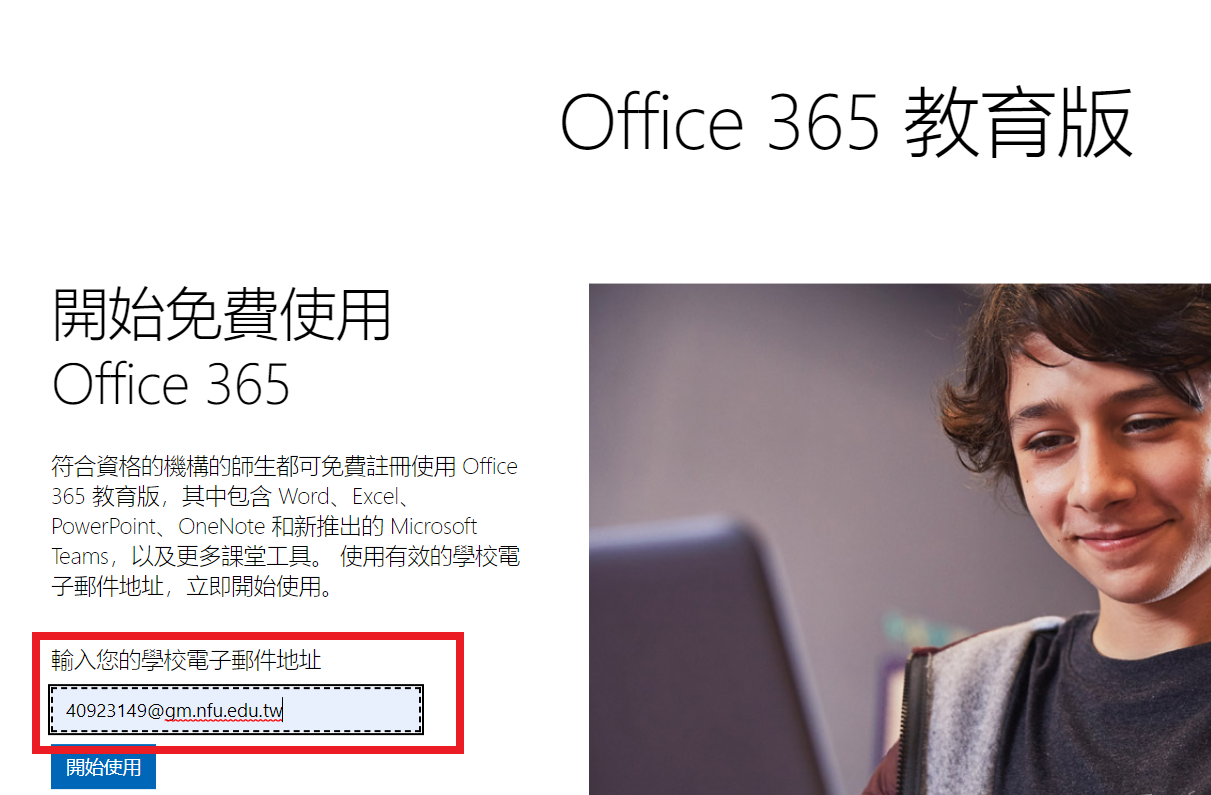 Office 365 教育版
開始免費使用
Office 365
符合資格的機構的師生都可免費註冊使用 Office
365 教育版，其中包含 Word、Excel、
PowerPoint、OneNote 和新推出的 Microsoft
Teams，以及更多課堂工具。 使用有效的學校電
子郵件地址，立即開始使用。
輸入您的學校電子郵件地址
40923149@gm.nfu.edu.tw
開始使用